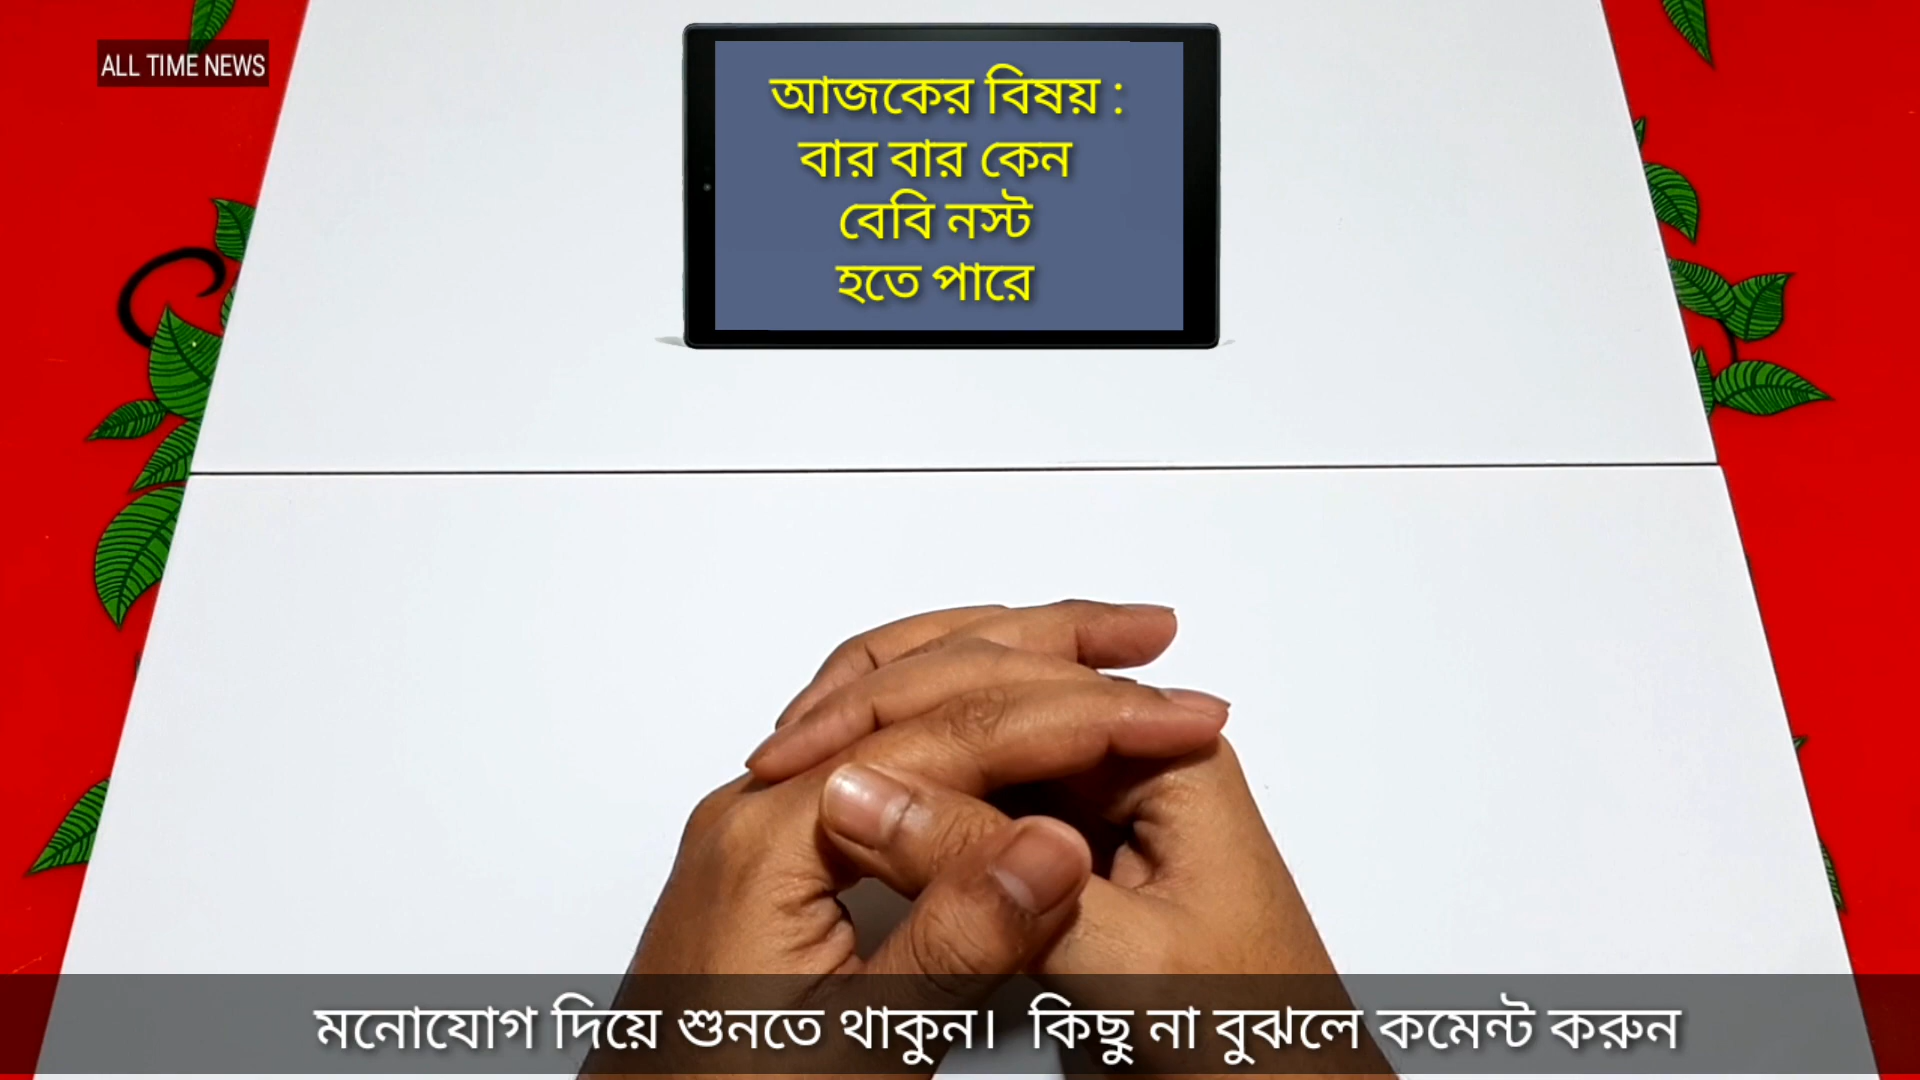 ALL TIME NEWS
আজকের বিষয় :
বার বার কেন
বেবি নস্ট
হতে পারে
মনোযোগ দিয়ে শুনতে থাকুন। কিছু না বুঝলে কমেন্ট করুন